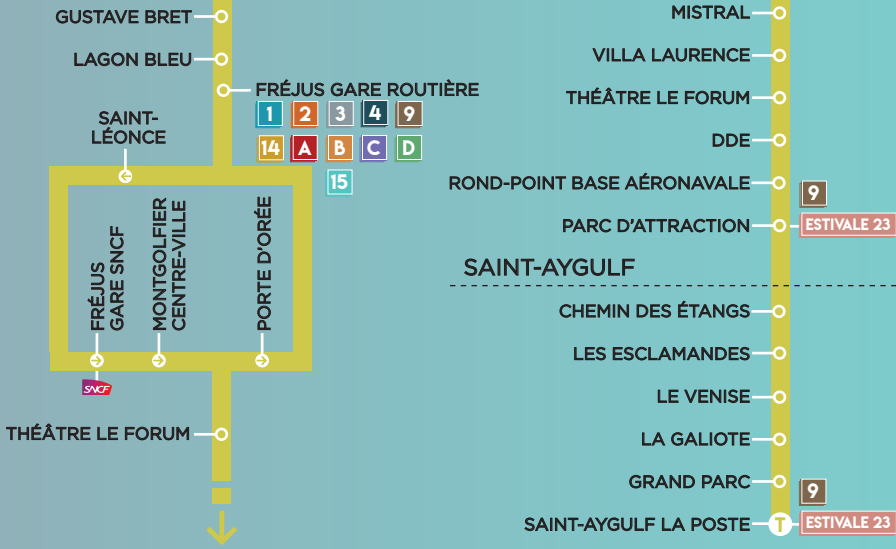 GUSTAVE BRET
LAGON BLEU
FRÉJUS GARE ROUTIÈRE
1 2 3 4 9
14 A B C D
15
SAINT-
LÉONCE
FRÉJUS
GARE SNCF
MONTGOLFIER
CENTRE-VILLE
PORTE D'ORÉE
SNCF
THÉÂTRE LE FORUM
MISTRAL
VILLA LAURENCE
THÉÂTRE LE FORUM
DDE
ROND-POINT BASE AÉRONAVALE
9
PARC D'ATTRACTION
ESTIVALE 23
SAINT-AYGULF
CHEMIN DES ÉTANGS
LES ESCLAMANDES
LE VENISE
LA GALIOTE
GRAND PARC
9
SAINT-AYGULF LA POSTE
T
ESTIVALE 23